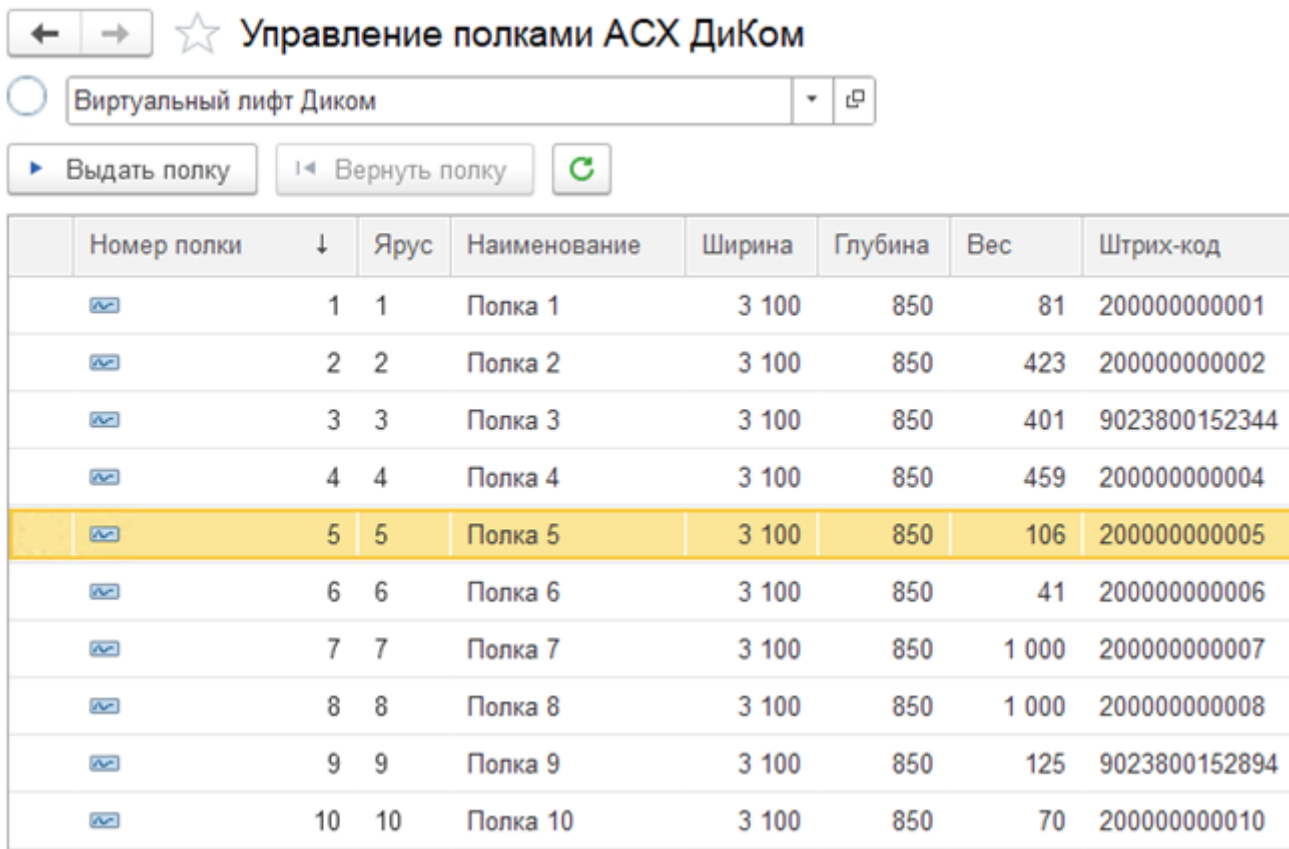 Управление полками АСХ ДиКом
Виртуальный лифт Диком
Выдать полку Вернуть полку
Номер полки ↓ Ярус Наименование Ширина Глубина Вес Штрих-код
1 1 Полка 1 3 100 850 81 200000000001
2 2 Полка 2 3 100 850 423 200000000002
3 3 Полка 3 3 100 850 401 9023800152344
4 4 Полка 4 3 100 850 459 200000000004
5 5 Полка 5 3 100 850 106 200000000005
6 6 Полка 6 3 100 850 41 200000000006
7 7 Полка 7 3 100 850 1 000 200000000007
8 8 Полка 8 3 100 850 1 000 200000000008
9 9 Полка 9 3 100 850 125 9023800152894
10 10 Полка 10 3 100 850 70 200000000010